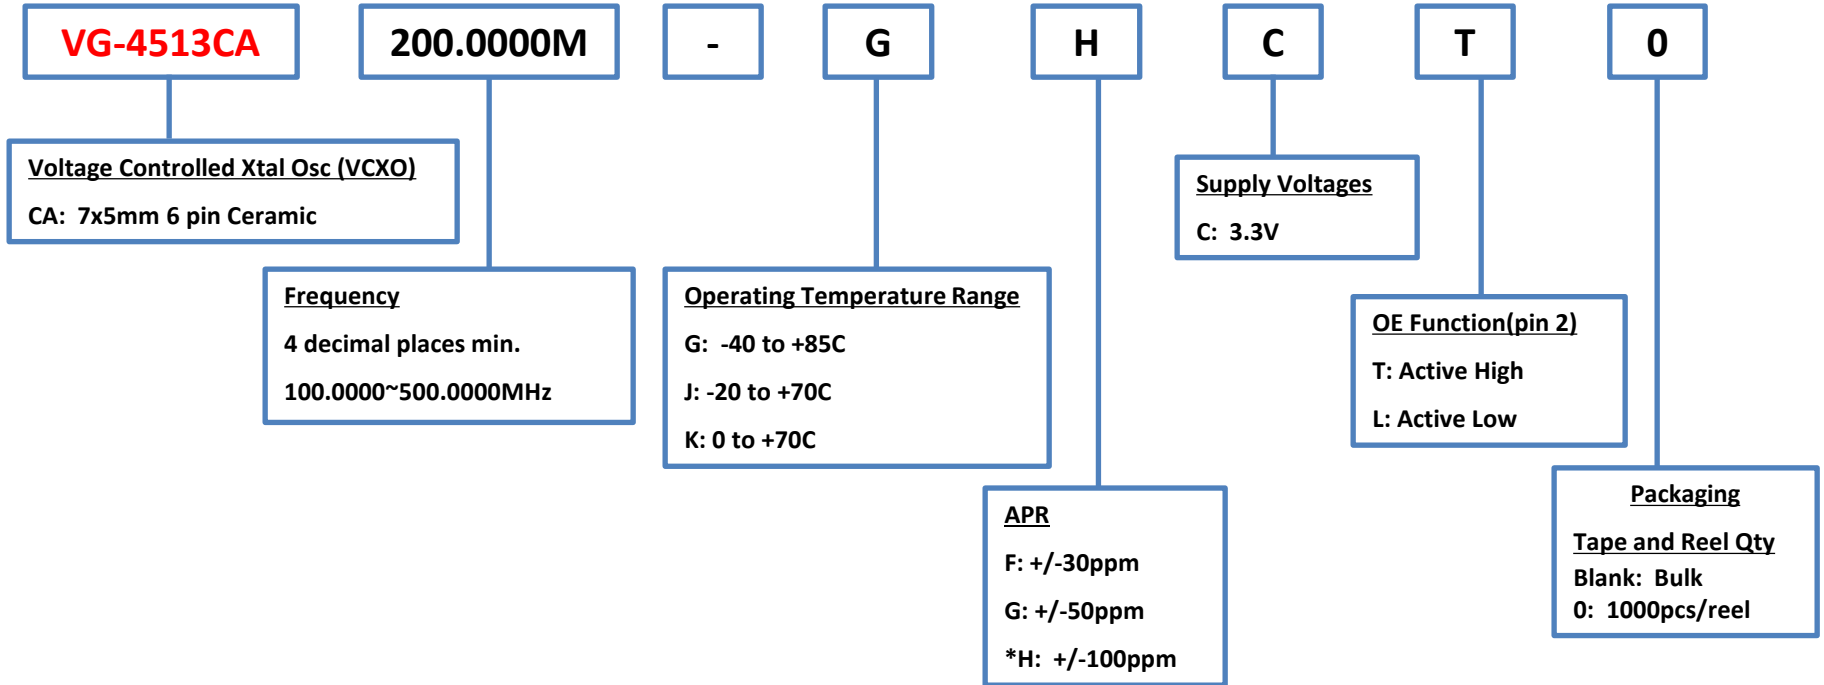 VG-4513CA 200.0000M - G H C T 0
Voltage Controlled Xtal Osc (VCXO)
CA:  7x5mm 6 pin Ceramic
Frequency
4 decimal places min.
100.0000~500.0000MHz
Operating Temperature Range
G:  -40 to +85C
J: -20 to +70C
K: 0 to +70C
APR
F: +/-30ppm
G: +/-50ppm
*H:  +/-100ppm
Supply Voltages
C:  3.3V
OE Function(pin 2)
T: Active High
L: Active Low
Packaging
Tape and Reel Qty
Blank:  Bulk
0:  1000pcs/reel